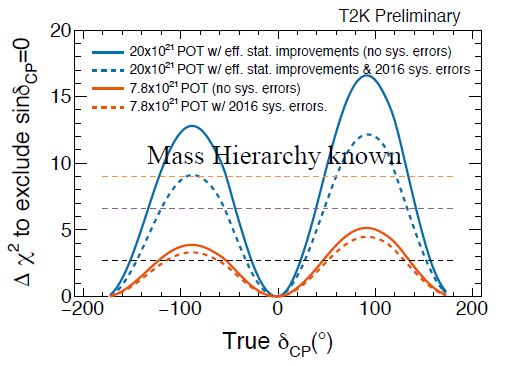 T2K Preliminary
20x10²¹ POT w/ eff. stat. improvements (no sys. errors)
20x10²¹ POT w/ eff. stat. improvements & 2016 sys. errors
7.8x10²¹ POT (no sys. errors)
7.8x10²¹ POT w/ 2016 sys. errors.
Mass Hierarchy known
Δ χ² to exclude sinδCP=0
20
15
10
5
0
−200 −100 0 100 200
True δCP(°)